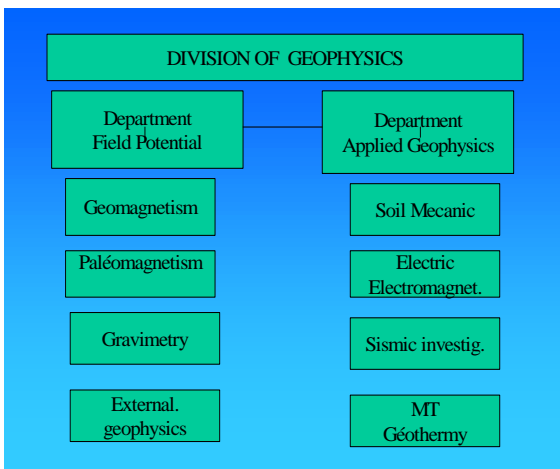 DIVISION OF GEOPHYSICS
Department
Field Potential
Department
Applied Geophysics
Geomagnetism
Soil Mecanic
Paléomagnetism
Electric
Electromagnet.
Gravimetry
Sismic investig.
External.
geophysics
MT
Géothermy